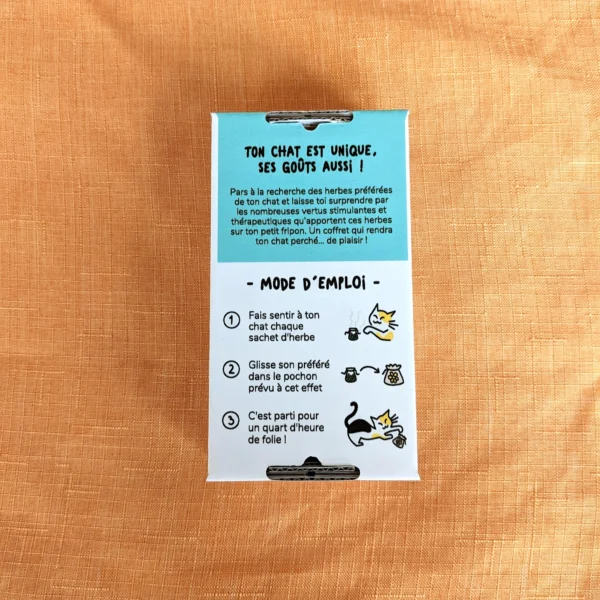 TON CHAT EST UNIQUE,
SES GOÛTS AUSSI !
Pars à la recherche des herbes préférées
de ton chat et laisse toi surprendre par
les nombreuses vertus stimulantes et
thérapeutiques qu'apportent ces herbes
sur ton petit fripon. Un coffret qui rendra
ton chat perché... de plaisir !
- MODE D'EMPLOI -
1 Fais sentir à ton
chat chaque
sachet d'herbe
2 Glisse son préféré
dans le pochon
prévu à cet effet
3 C'est parti pour
un quart d'heure
de folie !